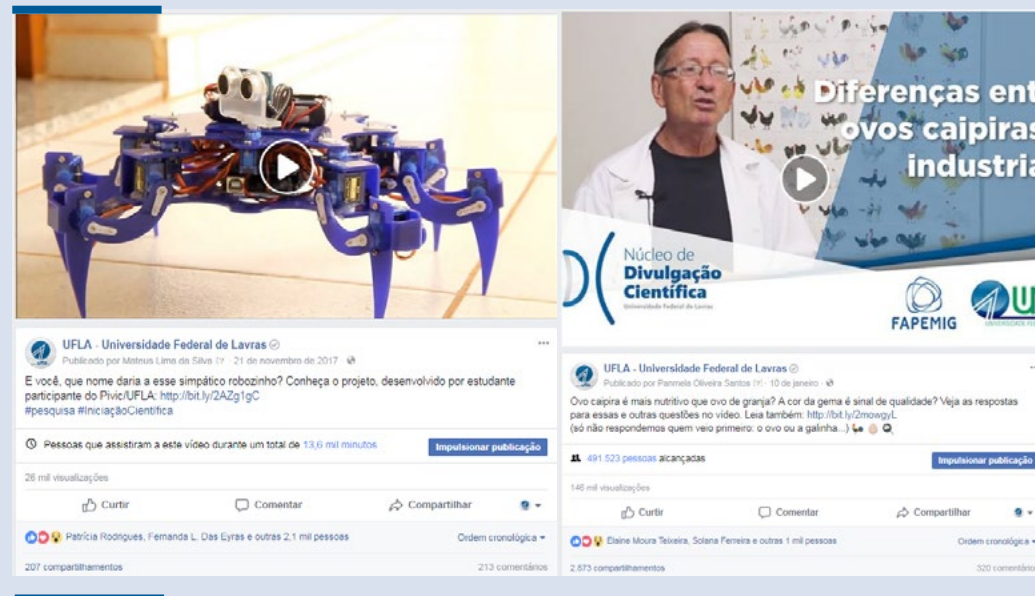 UFLA - Universidade Federal de Lavras
Publicado por Mateus Lima da Silva [?] · 21 de novembro de 2017 ·
E você, que nome daria a esse simpático robozinho? Conheça o projeto, desenvolvido por estudante
participante do Pivic/UFLA: http://bit.ly/2AZg1gC
#pesquisa #IniciaçãoCientífica
Pessoas que assistiram a este vídeo durante um total de 13,6 mil minutos
Impulsionar publicação
26 mil visualizações
Curtir Comentar Compartilhar
Patrícia Rodrigues, Fernanda L. Das Eyras e outras 2,1 mil pessoas
Ordem cronológica
207 compartilhamentos
213 comentários
Diferenças ent
ovos caipira
industria
Núcleo de
Divulgação
Científica
Universidade Federal de Lavras
FAPEMIG
UFLA - Universidade Federal de Lavras
Publicado por Panmela Oliveira Santos [?] · 10 de janeiro ·
Ovo caipira é mais nutritivo que ovo de granja? A cor da gema é sinal de qualidade? Veja as respostas
para essas e outras questões no vídeo. Leia também: http://bit.ly/2mowgyL
(só não respondemos quem veio primeiro: o ovo ou a galinha...)
491.523 pessoas alcançadas
Impulsionar publicação
146 mil visualizações
Curtir Comentar Compartilhar
Elaine Moura Teixeira, Solana Ferreira e outras 1 mil pessoas
Ordem cronológica
2.873 compartilhamentos
320 comentário